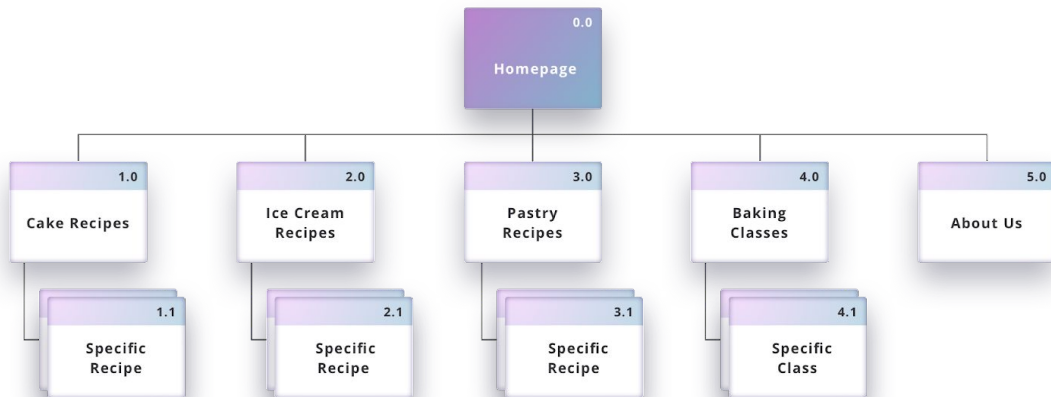 0.0
Homepage
1.0
Cake Recipes
2.0
Ice Cream
Recipes
3.0
Pastry
Recipes
4.0
Baking
Classes
5.0
About Us
1.1
Specific
Recipe
2.1
Specific
Recipe
3.1
Specific
Recipe
4.1
Specific
Class